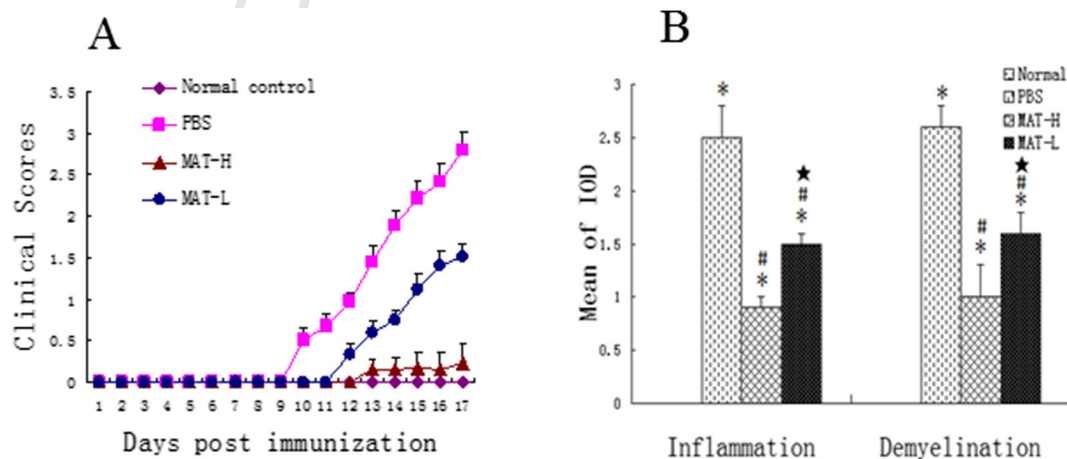 A
Clinical Scores
3.5
3
2.5
2
1.5
1
0.5
0
Normal control
PBS
MAT-H
MAT-L
1 2 3 4 5 6 7 8 9 10 11 12 13 14 15 16 17
Days post immunization
B
Mean of IOD
3
2.5
2
1.5
1
0.5
0
Normal
PBS
MAT-H
MAT-L
*
# *
★ # *
*
# *
★ # *
Inflammation Demyelination